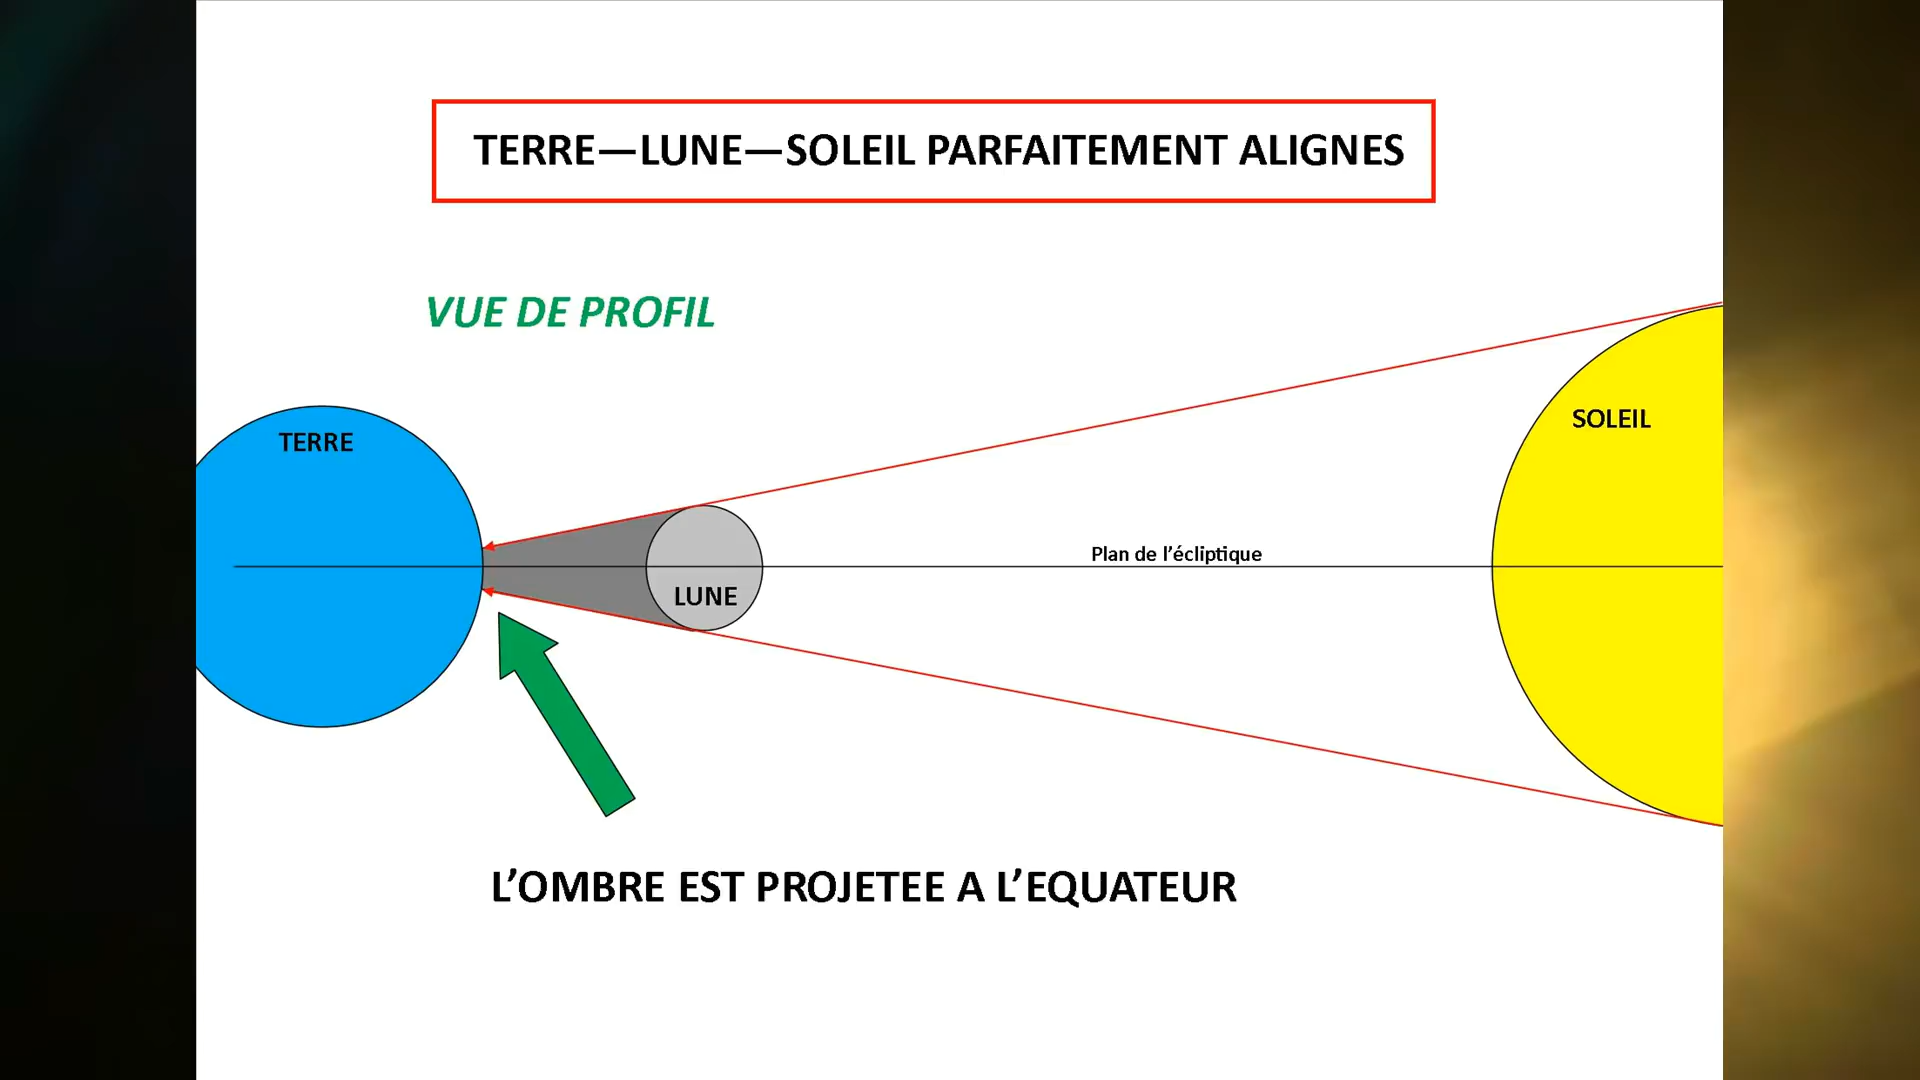 TERRE—LUNE—SOLEIL PARFAITEMENT ALIGNES
VUE DE PROFIL
TERRE
SOLEIL
Plan de l’écliptique
LUNE
L’OMBRE EST PROJETEE A L’EQUATEUR